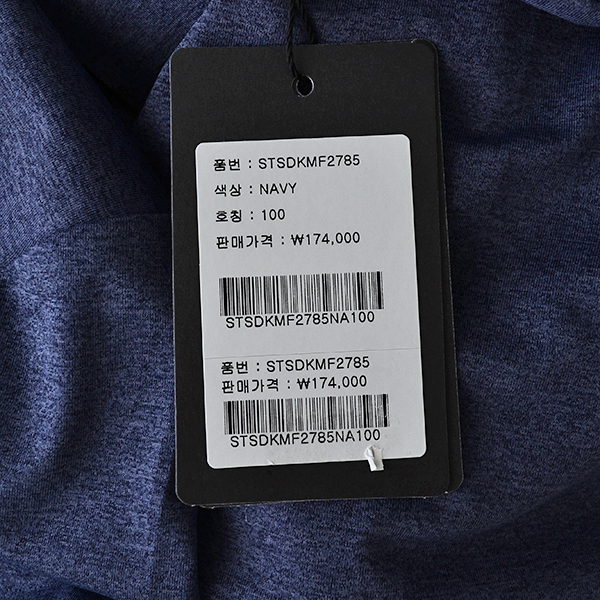 품번 : STSDKMF2785
색상 : NAVY
호칭 : 100
판매가격 : ₩174,000
STSDKMF2785NA100
품번 : STSDKMF2785
판매가격 : ₩174,000
STSDKMF2785NA100